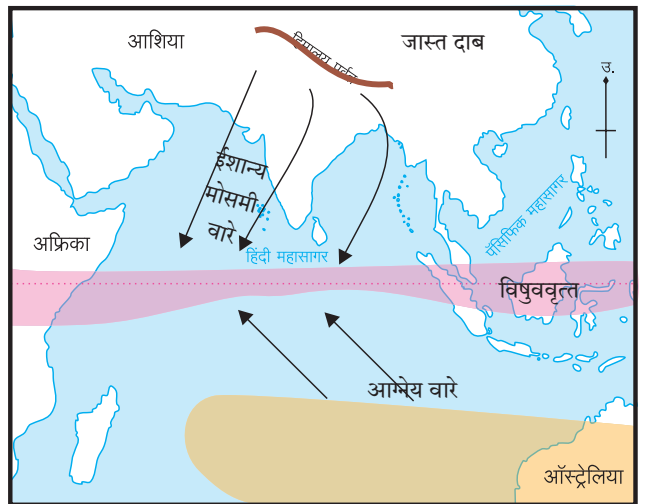 आशिया
हिमालय पर्वत
जास्त दाब
उ.
ईशान्य
मोसमी
वारे
पॅसिफिक महासागर
अफ्रिका
हिंदी महासागर
विषुववृत्त
आग्नेय वारे
ऑस्ट्रेलिया